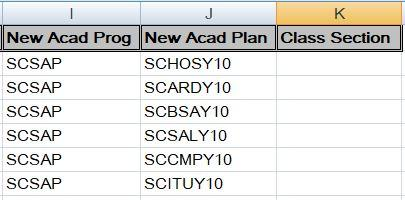 I J K
New Acad Prog New Acad Plan Class Section
SCSAP SCHOSY10
SCSAP SCARDY10
SCSAP SCBSAY10
SCSAP SCSALY10
SCSAP SCCMPY10
SCSAP SCITUY10